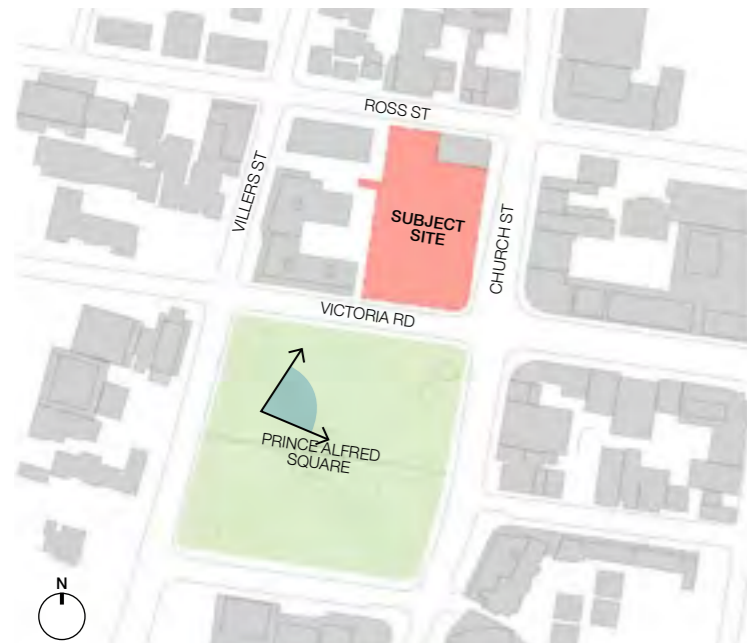 ROSS ST
VILLERS ST
SUBJECT
SITE
CHURCH ST
VICTORIA RD
PRINCE ALFRED
SQUARE
N